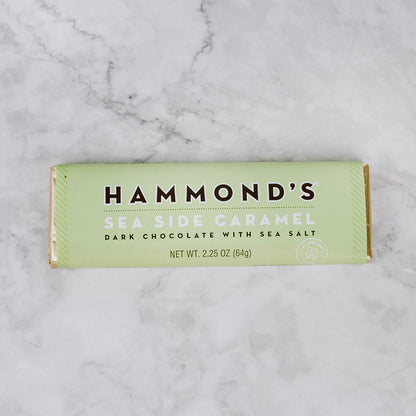 HAMMOND'S
SEA SIDE CARAMEL
DARK CHOCOLATE WITH SEA SALT
NET WT. 2.25 OZ (64g)